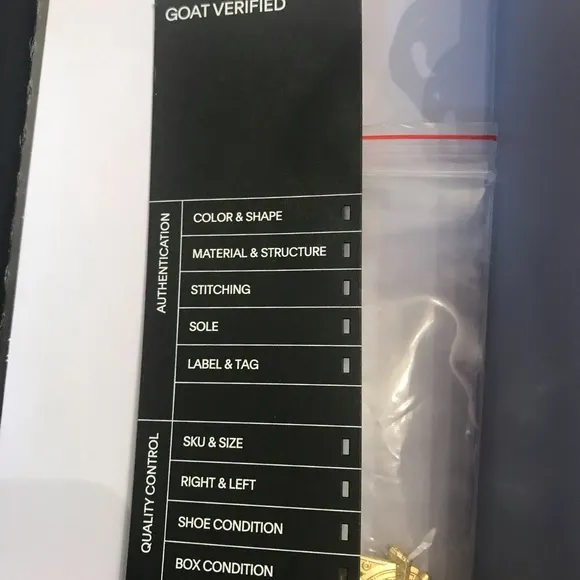 GOAT VERIFIED
AUTHENTICATION
COLOR & SHAPE
MATERIAL & STRUCTURE
STITCHING
SOLE
LABEL & TAG
QUALITY CONTROL
SKU & SIZE
RIGHT & LEFT
SHOE CONDITION
BOX CONDITION